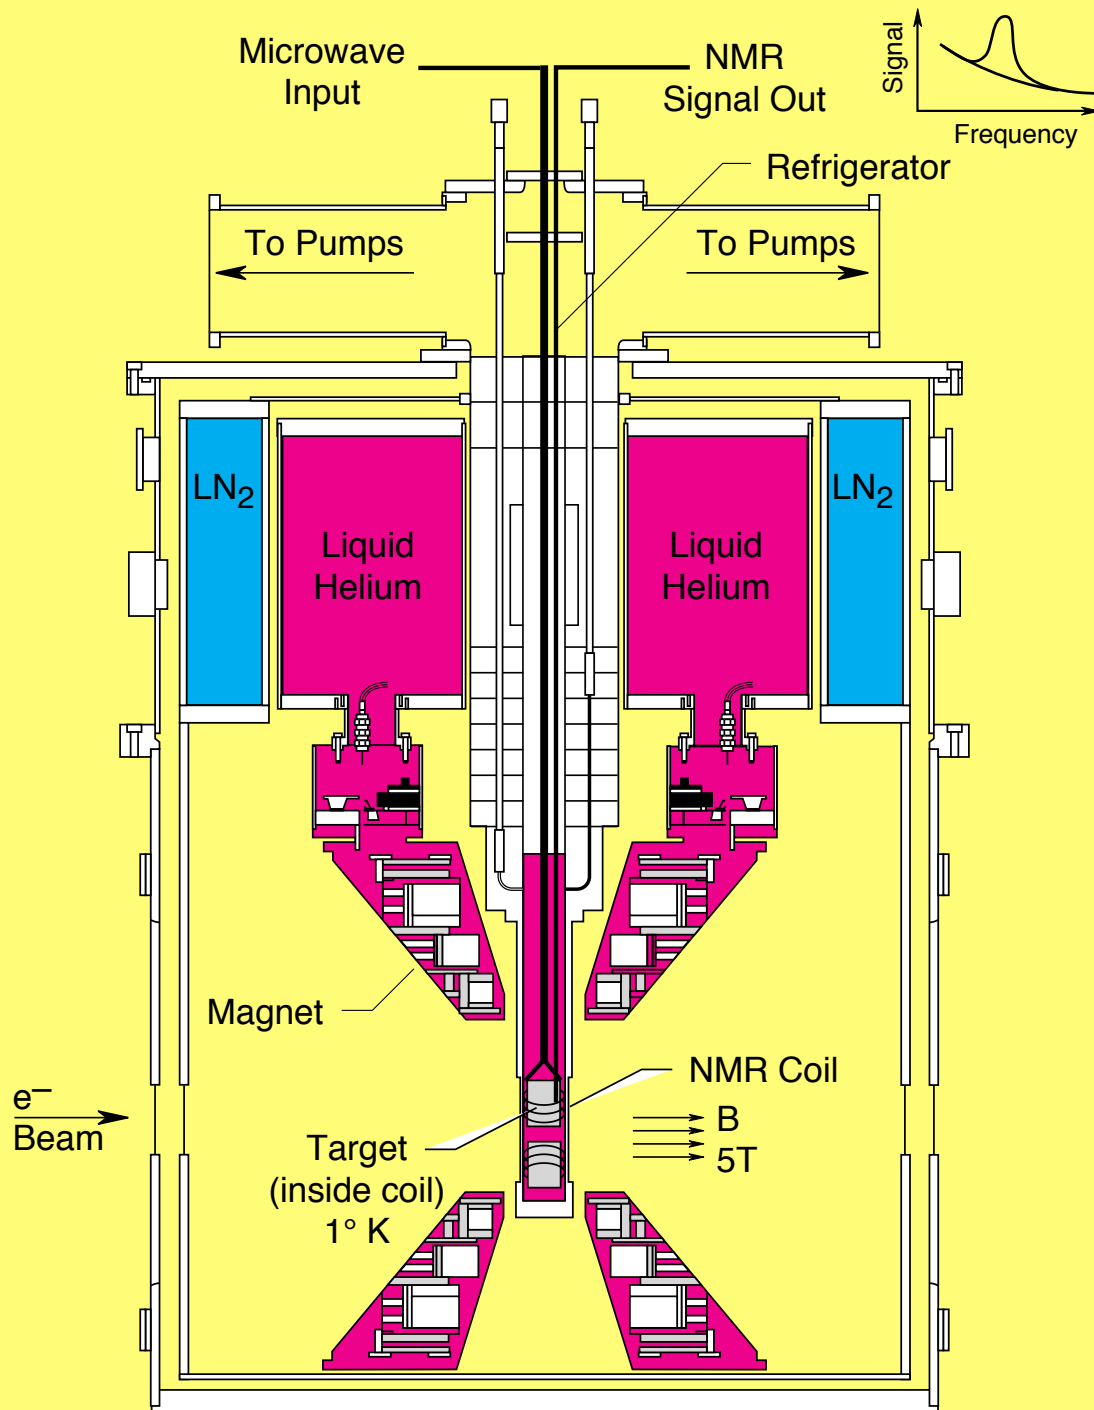 Microwave
Input
NMR
Signal Out
Signal
Frequency
Refrigerator
To Pumps
To Pumps
LN2
Liquid
Helium
Liquid
Helium
LN2
Magnet
NMR Coil
e–
Beam
B
5T
Target
(inside coil)
1° K